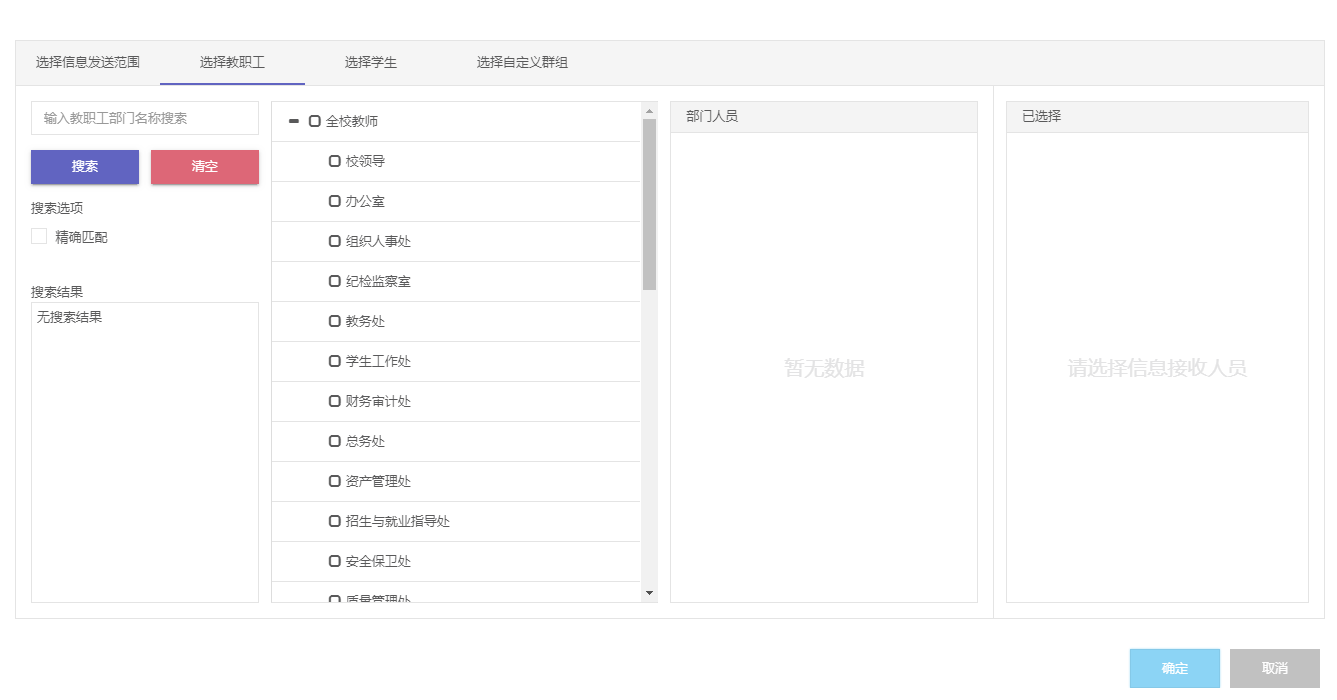 选择信息发送范围
选择教职工
选择学生
选择自定义群组
输入教职工部门名称搜索
搜索
清空
搜索选项
精确匹配
搜索结果
无搜索结果
全校教师
校领导
办公室
组织人事处
纪检监察室
教务处
学生工作处
财务审计处
总务处
资产管理处
招生与就业指导处
安全保卫处
质量管理处
部门人员
暂无数据
已选择
请选择信息接收人员
确定
取消